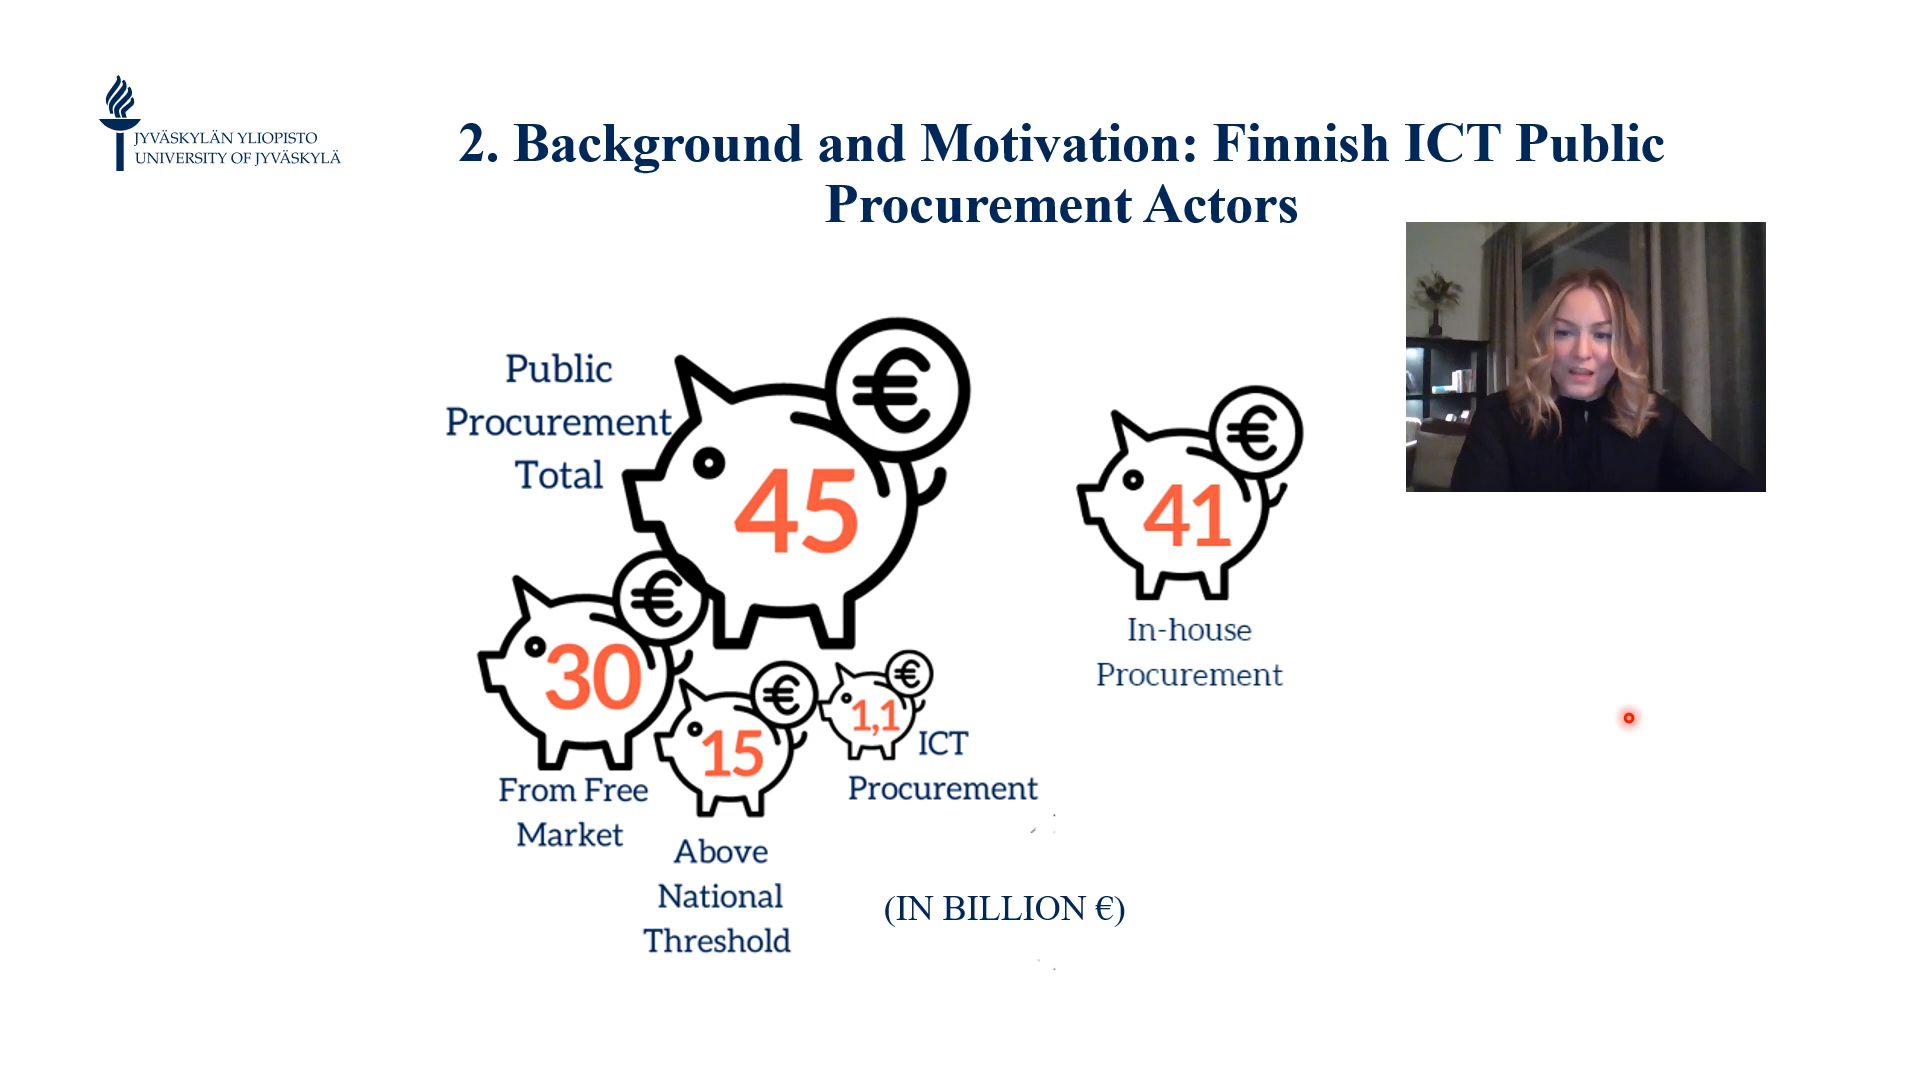 JYVÄSKYLÄN YLIOPISTO
UNIVERSITY OF JYVÄSKYLÄ
2. Background and Motivation: Finnish ICT Public
Procurement Actors
Public
Procurement
Total
€
45
€
41
In-house
Procurement
€
30
From Free
Market
€
15
Above
National
Threshold
€
1,1
ICT
Procurement
(IN BILLION €)